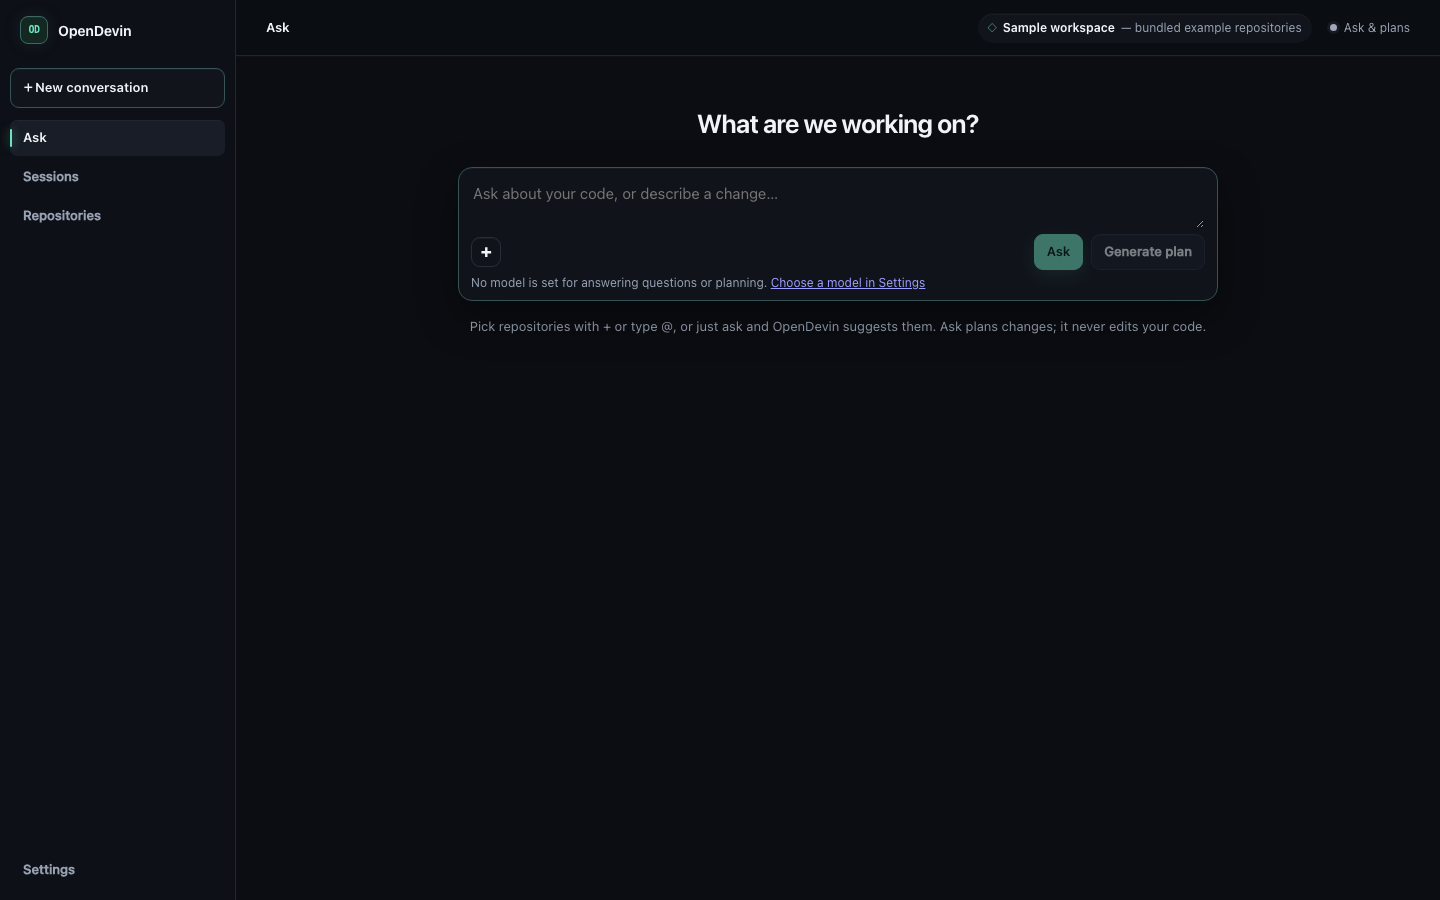 OD
OpenDevin
+ New conversation
Ask
Sessions
Repositories
Settings
Ask
◇ Sample workspace — bundled example repositories
Ask & plans
What are we working on?
Ask about your code, or describe a change...
+
Ask
Generate plan
No model is set for answering questions or planning. Choose a model in Settings
Pick repositories with + or type @, or just ask and OpenDevin suggests them. Ask plans changes; it never edits your code.